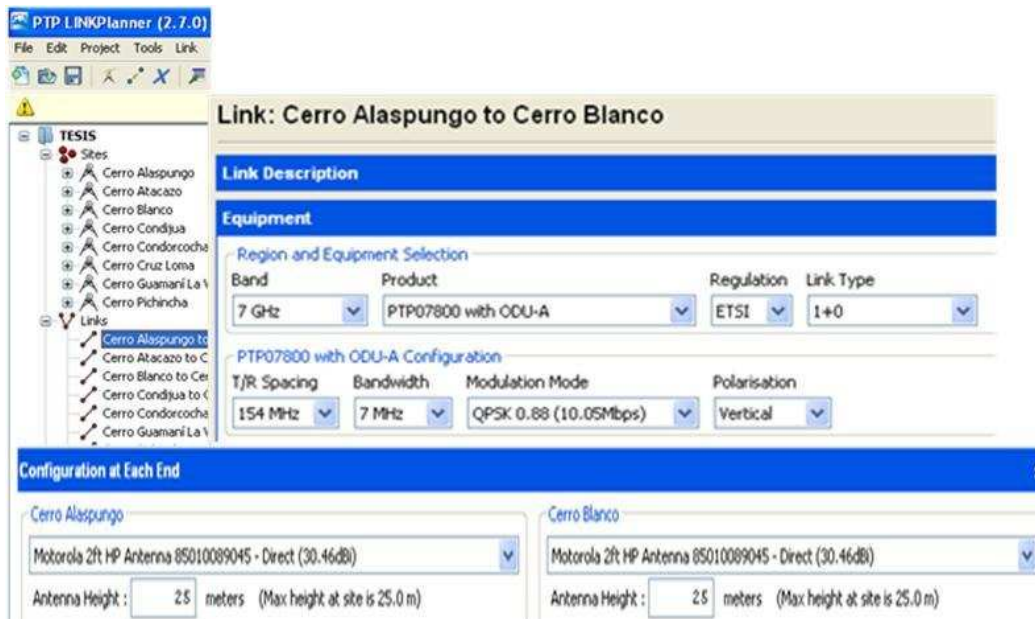 PTP LINKPlanner (2.7.0)
File Edit Project Tools Link
TESIS
Sites
Cerro Alaspungo
Cerro Atacazo
Cerro Blanco
Cerro Condijua
Cerro Condorcocha
Cerro Cruz Loma
Cerro Guamaní La V
Cerro Pichincha
Links
Cerro Alaspungo to
Cerro Atacazo to C
Cerro Blanco to Cer
Cerro Condijua to C
Cerro Condorcocha
Cerro Guamaní La V
Link: Cerro Alaspungo to Cerro Blanco
Link Description
Equipment
Region and Equipment Selection
Band Product Regulation Link Type
7 GHz PTP07800 with ODU-A ETSI 1+0
PTP07800 with ODU-A Configuration
T/R Spacing Bandwidth Modulation Mode Polarisation
154 MHz 7 MHz QPSK 0.88 (10.05Mbps) Vertical
Configuration at Each End
Cerro Alaspungo
Motorola 2ft HP Antenna 85010089045 - Direct (30.46dBi)
Antenna Height : 25 meters (Max height at site is 25.0 m)
Cerro Blanco
Motorola 2ft HP Antenna 85010089045 - Direct (30.46dBi)
Antenna Height : 25 meters (Max height at site is 25.0 m)